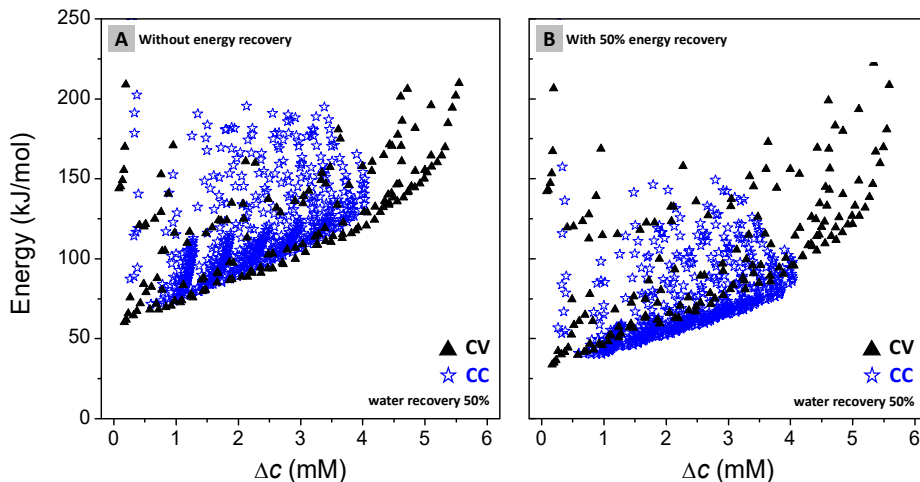 A Without energy recovery
B With 50% energy recovery
Energy (kJ/mol)
250
200
150
100
50
0
CV
CC
water recovery 50%
CV
CC
water recovery 50%
0 1 2 3 4 5 6
0 1 2 3 4 5 6
Δc (mM)
Δc (mM)